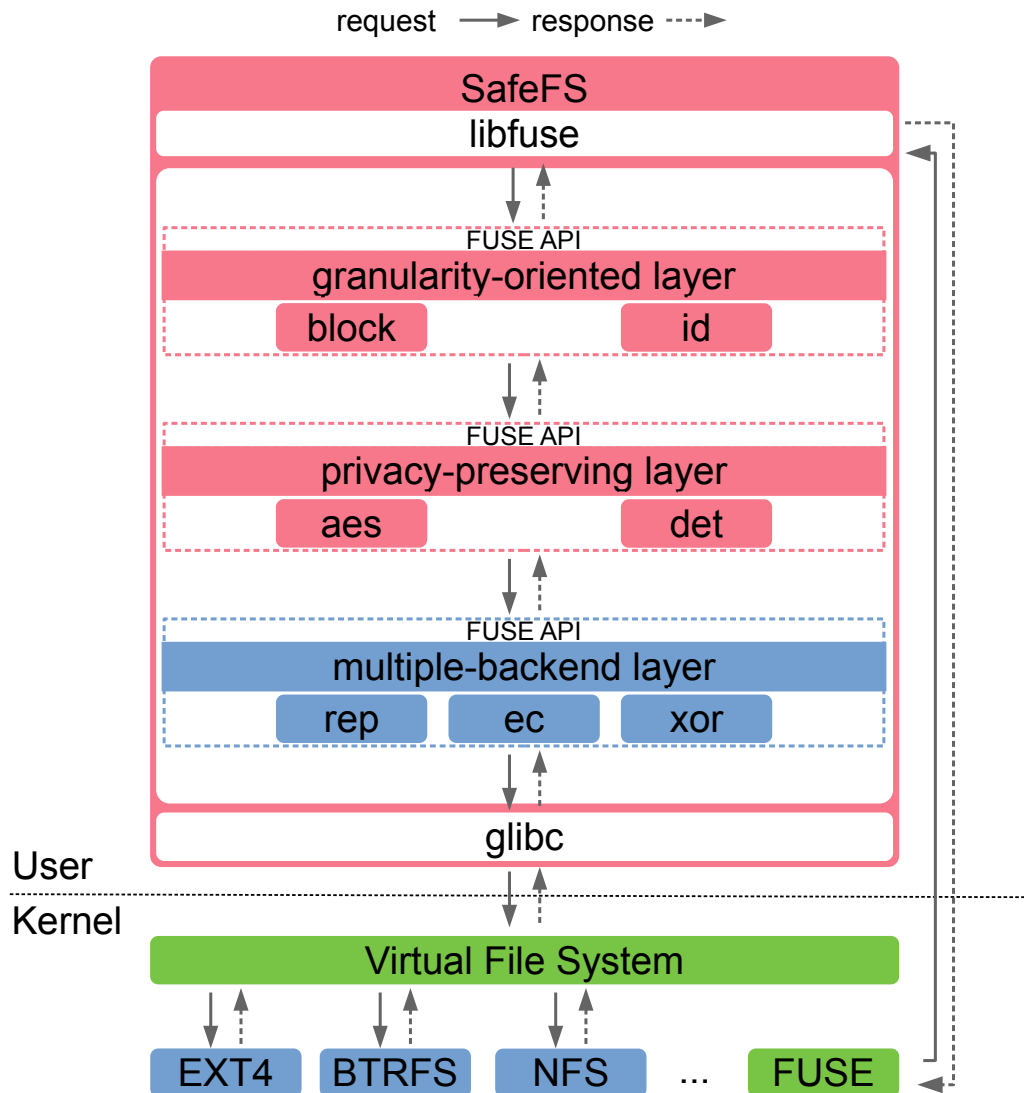 request response
SafeFS
libfuse
FUSE API
granularity-oriented layer
block id
FUSE API
privacy-preserving layer
aes det
FUSE API
multiple-backend layer
rep ec xor
glibc
User
Kernel
Virtual File System
EXT4 BTRFS NFS ... FUSE